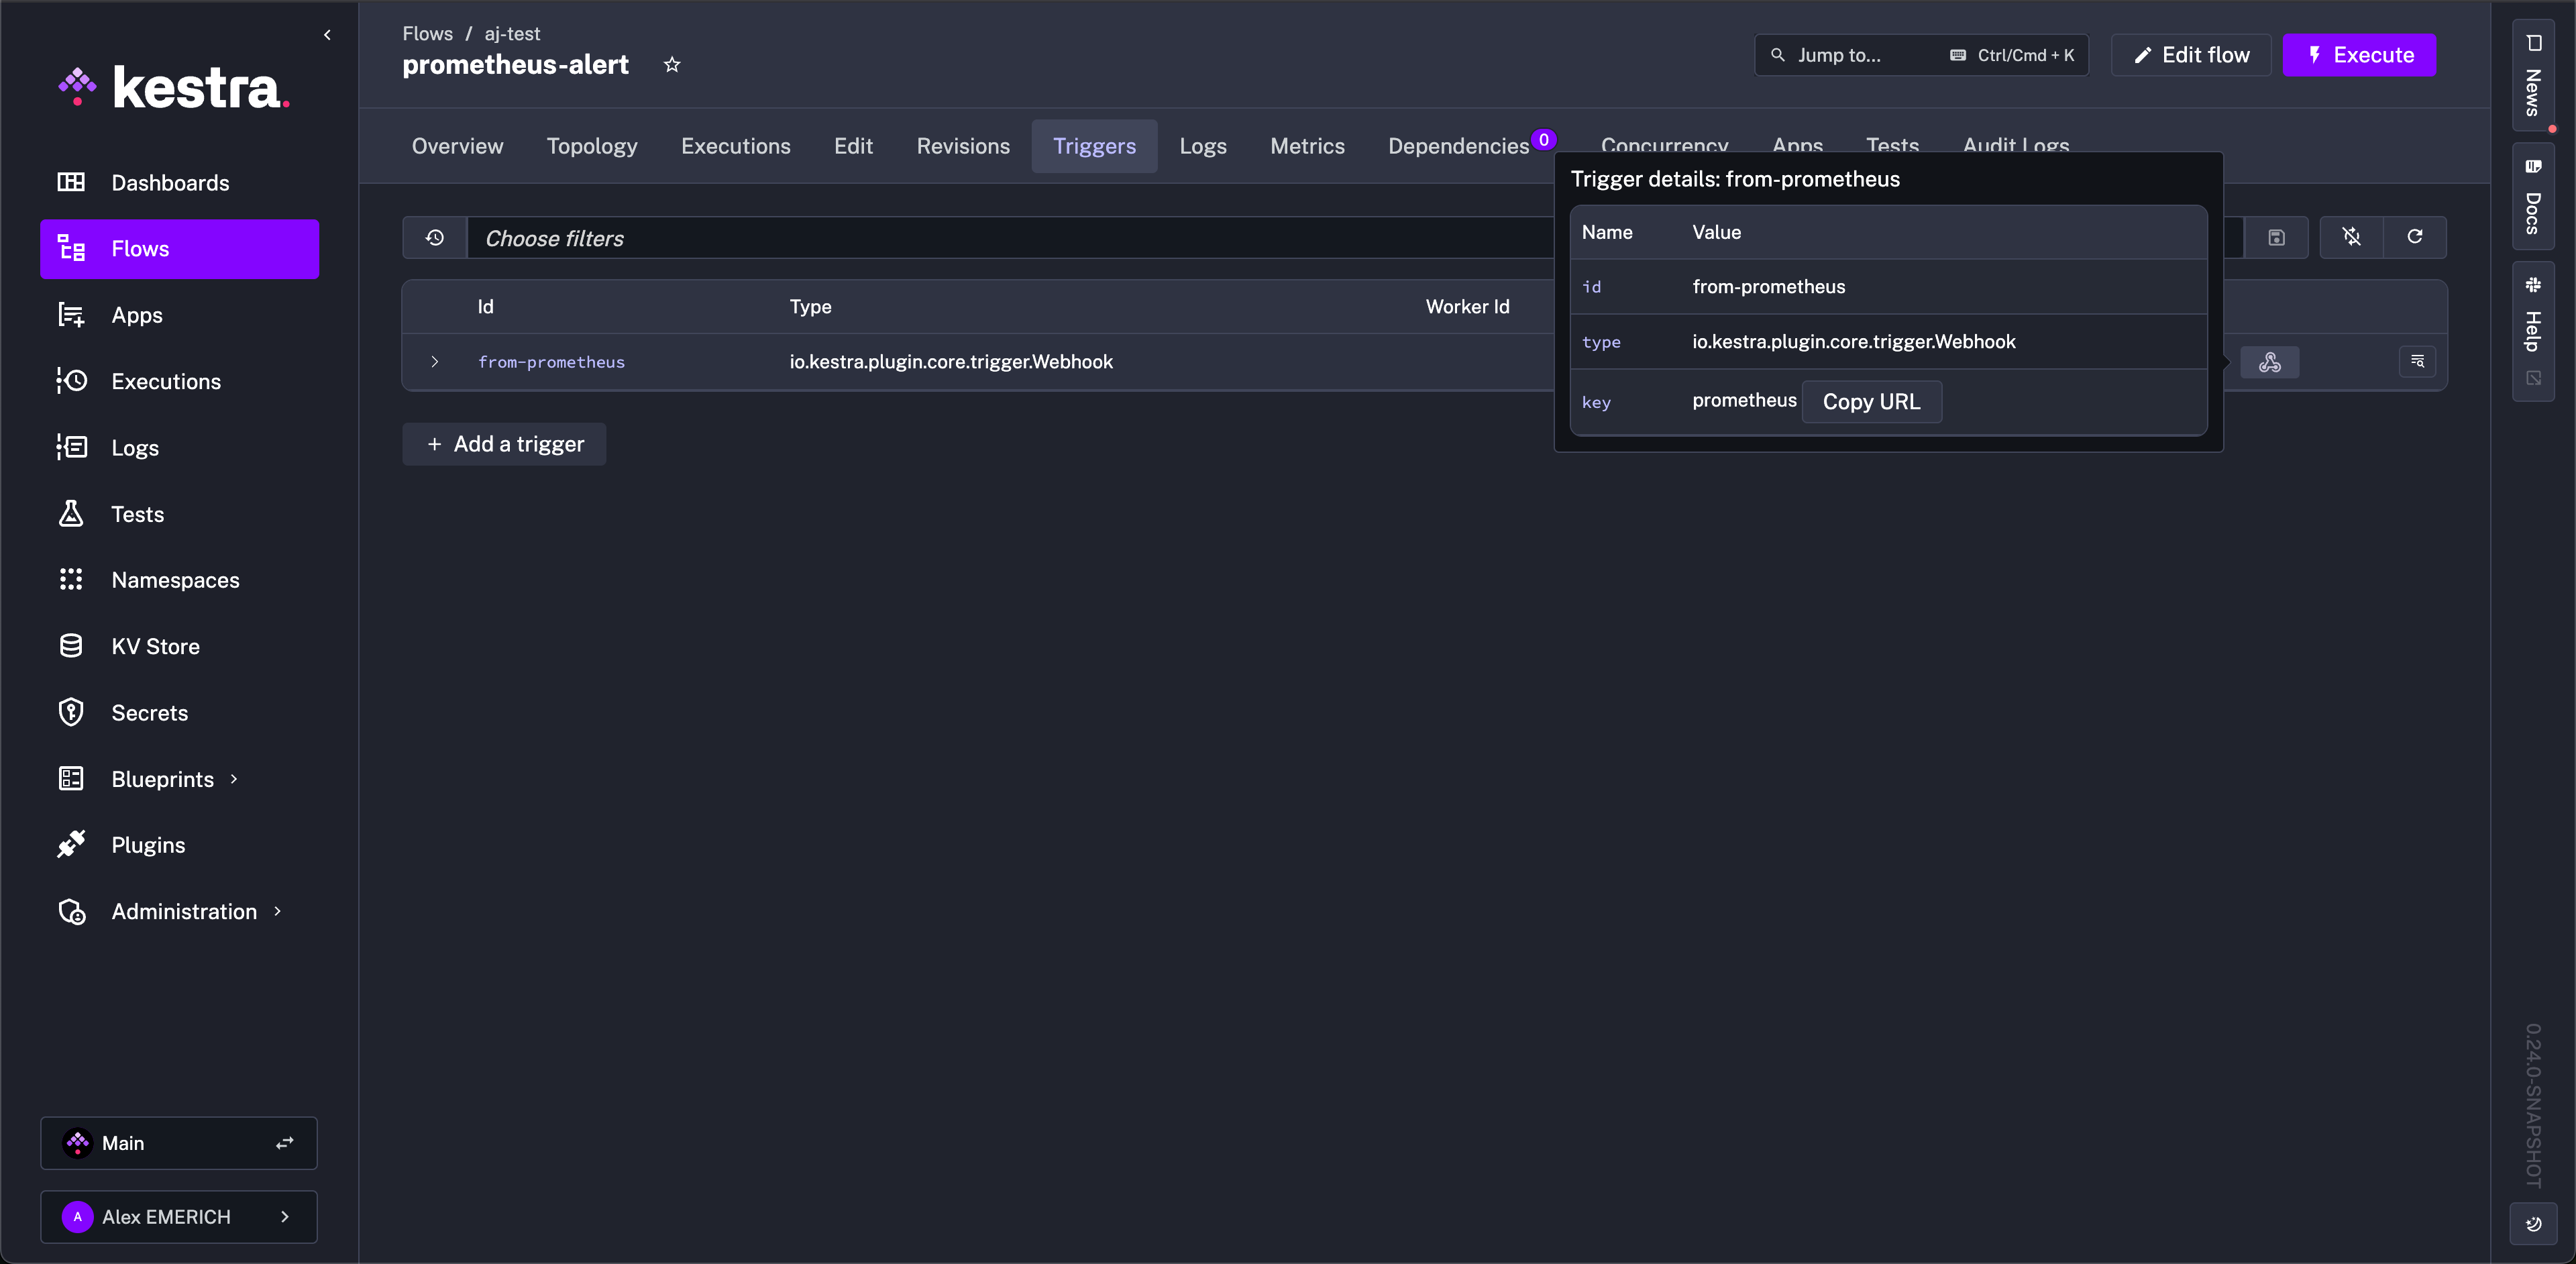 kestra.
Dashboards
Flows
Apps
Executions
Logs
Tests
Namespaces
KV Store
Secrets
Blueprints
Plugins
Administration
Main
A Alex EMERICH
Flows / aj-test
prometheus-alert
Jump to... Ctrl/Cmd + K
Edit flow
Execute
Overview Topology Executions Edit Revisions Triggers Logs Metrics Dependencies 0 Concurrency Apps Tests Audit Logs
Choose filters
Id Type Worker Id
from-prometheus io.kestra.plugin.core.trigger.Webhook
+ Add a trigger
Trigger details: from-prometheus
Name Value
id from-prometheus
type io.kestra.plugin.core.trigger.Webhook
key prometheus Copy URL
News
Docs
Help
0.24.0-SNAPSHOT